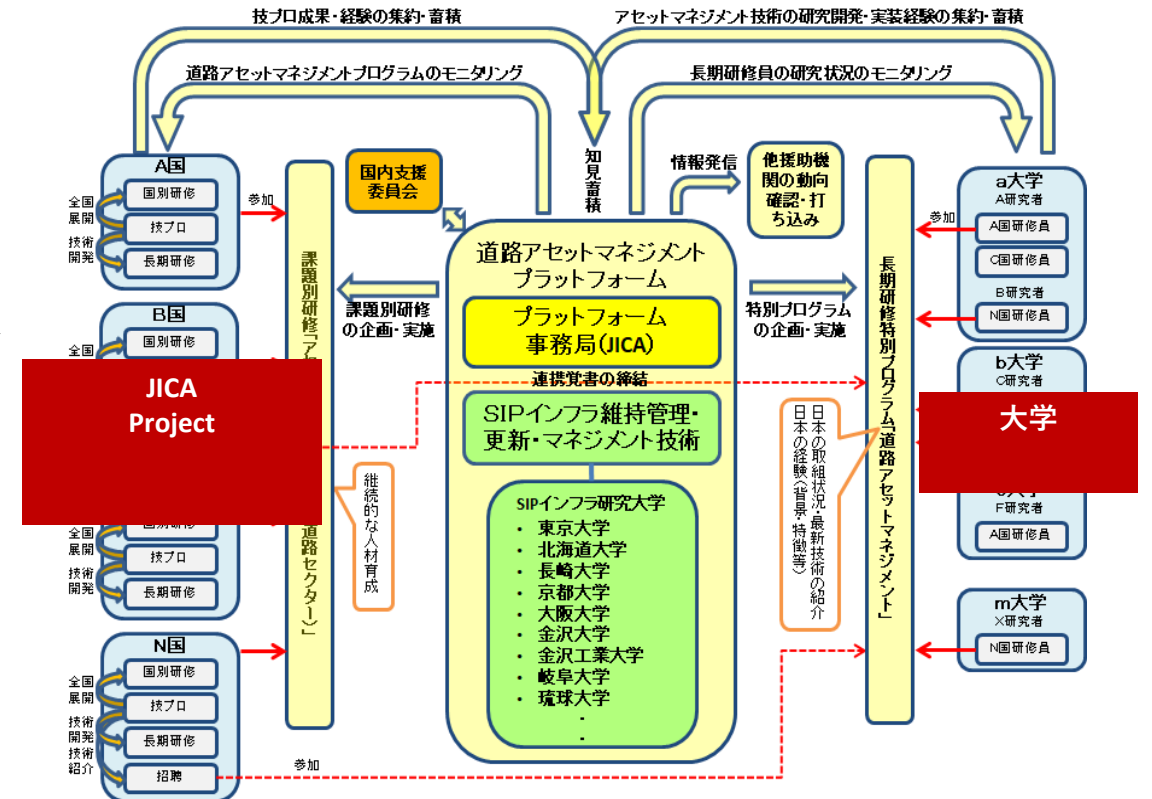 技プロ成果・経験の集約・蓄積
アセットマネジメント技術の研究開発・実装経験の集約・蓄積
道路アセットマネジメントプログラムのモニタリング
長期研修員の研究状況のモニタリング
A国
国別研修
技プロ
長期研修
全国
展開
技術
開発
参加
B国
国別研修
全国
JICA
Project
全国
展開
技術
開発
技プロ
長期研修
N国
国別研修
技プロ
長期研修
招聘
全国
展開
技術
開発
技術
紹介
参加
課題別研修「ア
道路セクター)」
継続的な人材育成
国内支援
委員会
課題別研修
の企画・実施
知見蓄積
情報発信
他援助機
関の動向
確認・打
ち込み
道路アセットマネジメント
プラットフォーム
プラットフォーム
事務局(JICA)
連携覚書の締結
SIPインフラ維持管理・
更新・マネジメント技術
SIPインフラ研究大学
・ 東京大学
・ 北海道大学
・ 長崎大学
・ 京都大学
・ 大阪大学
・ 金沢大学
・ 金沢工業大学
・ 岐阜大学
・ 琉球大学
・
・
特別プログラム
の企画・実施
日本の取組状況・最新技術の紹介
日本の経験(背景・特徴等)
長期研修特別プログラム「道路アセットマネジメント」
参加
a大学
A研究者
A国研修員
C国研修員
B研究者
N国研修員
b大学
C研究者
大学
F研究者
A国研修員
m大学
X研究者
N国研修員